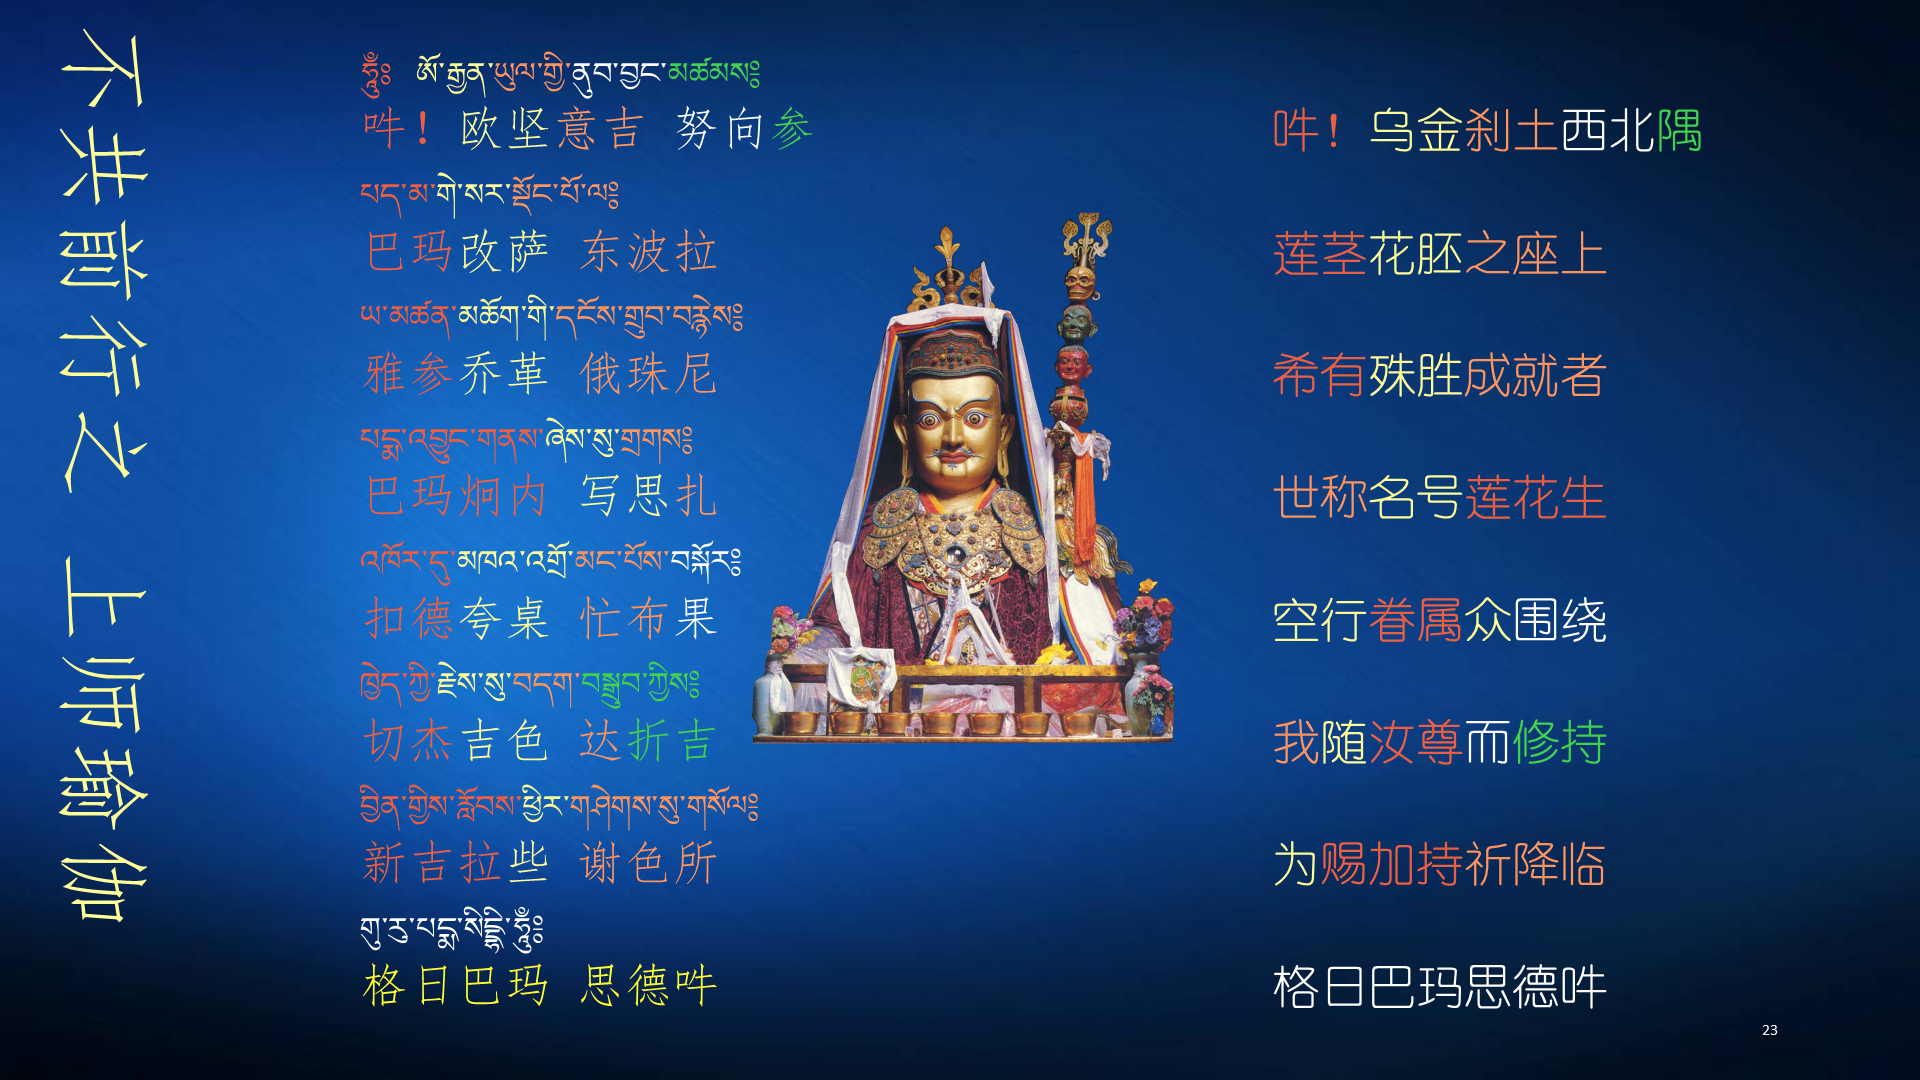 不共前行之 上师瑜伽
ཧཱུྃ༔ ཨོ་རྒྱན་ཡུལ་གྱི་ནུབ་བྱང་མཚམས༔
吽！欧坚意吉 努向参
པད་མ་གེ་སར་སྡོང་པོ་ལ༔
巴玛改萨 东波拉
ཡ་མཚན་མཆོག་གི་དངོས་གྲུབ་བརྙེས༔
雅参乔革 俄珠尼
པདྨ་འབྱུང་གནས་ཞེས་སུ་གྲགས༔
巴玛炯内 写思扎
འཁོར་དུ་མཁའ་འགྲོ་མང་པོས་བསྐོར༔
扣德夸桌 忙布果
ཁྱེད་ཀྱི་རྗེས་སུ་བདག་བསྒྲུབ་ཀྱིས༔
切杰吉色 达折吉
བྱིན་གྱིས་རློབས་ཕྱིར་གཤེགས་སུ་གསོལ༔
新吉拉些 谢色所
གུ་རུ་པདྨ་སིདྡྷི་ཧཱུྃ༔
格日巴玛 思德吽
吽！乌金刹土西北隅
莲茎花胚之座上
希有殊胜成就者
世称名号莲花生
空行眷属众围绕
我随汝尊而修持
为赐加持祈降临
格日巴玛思德吽
23